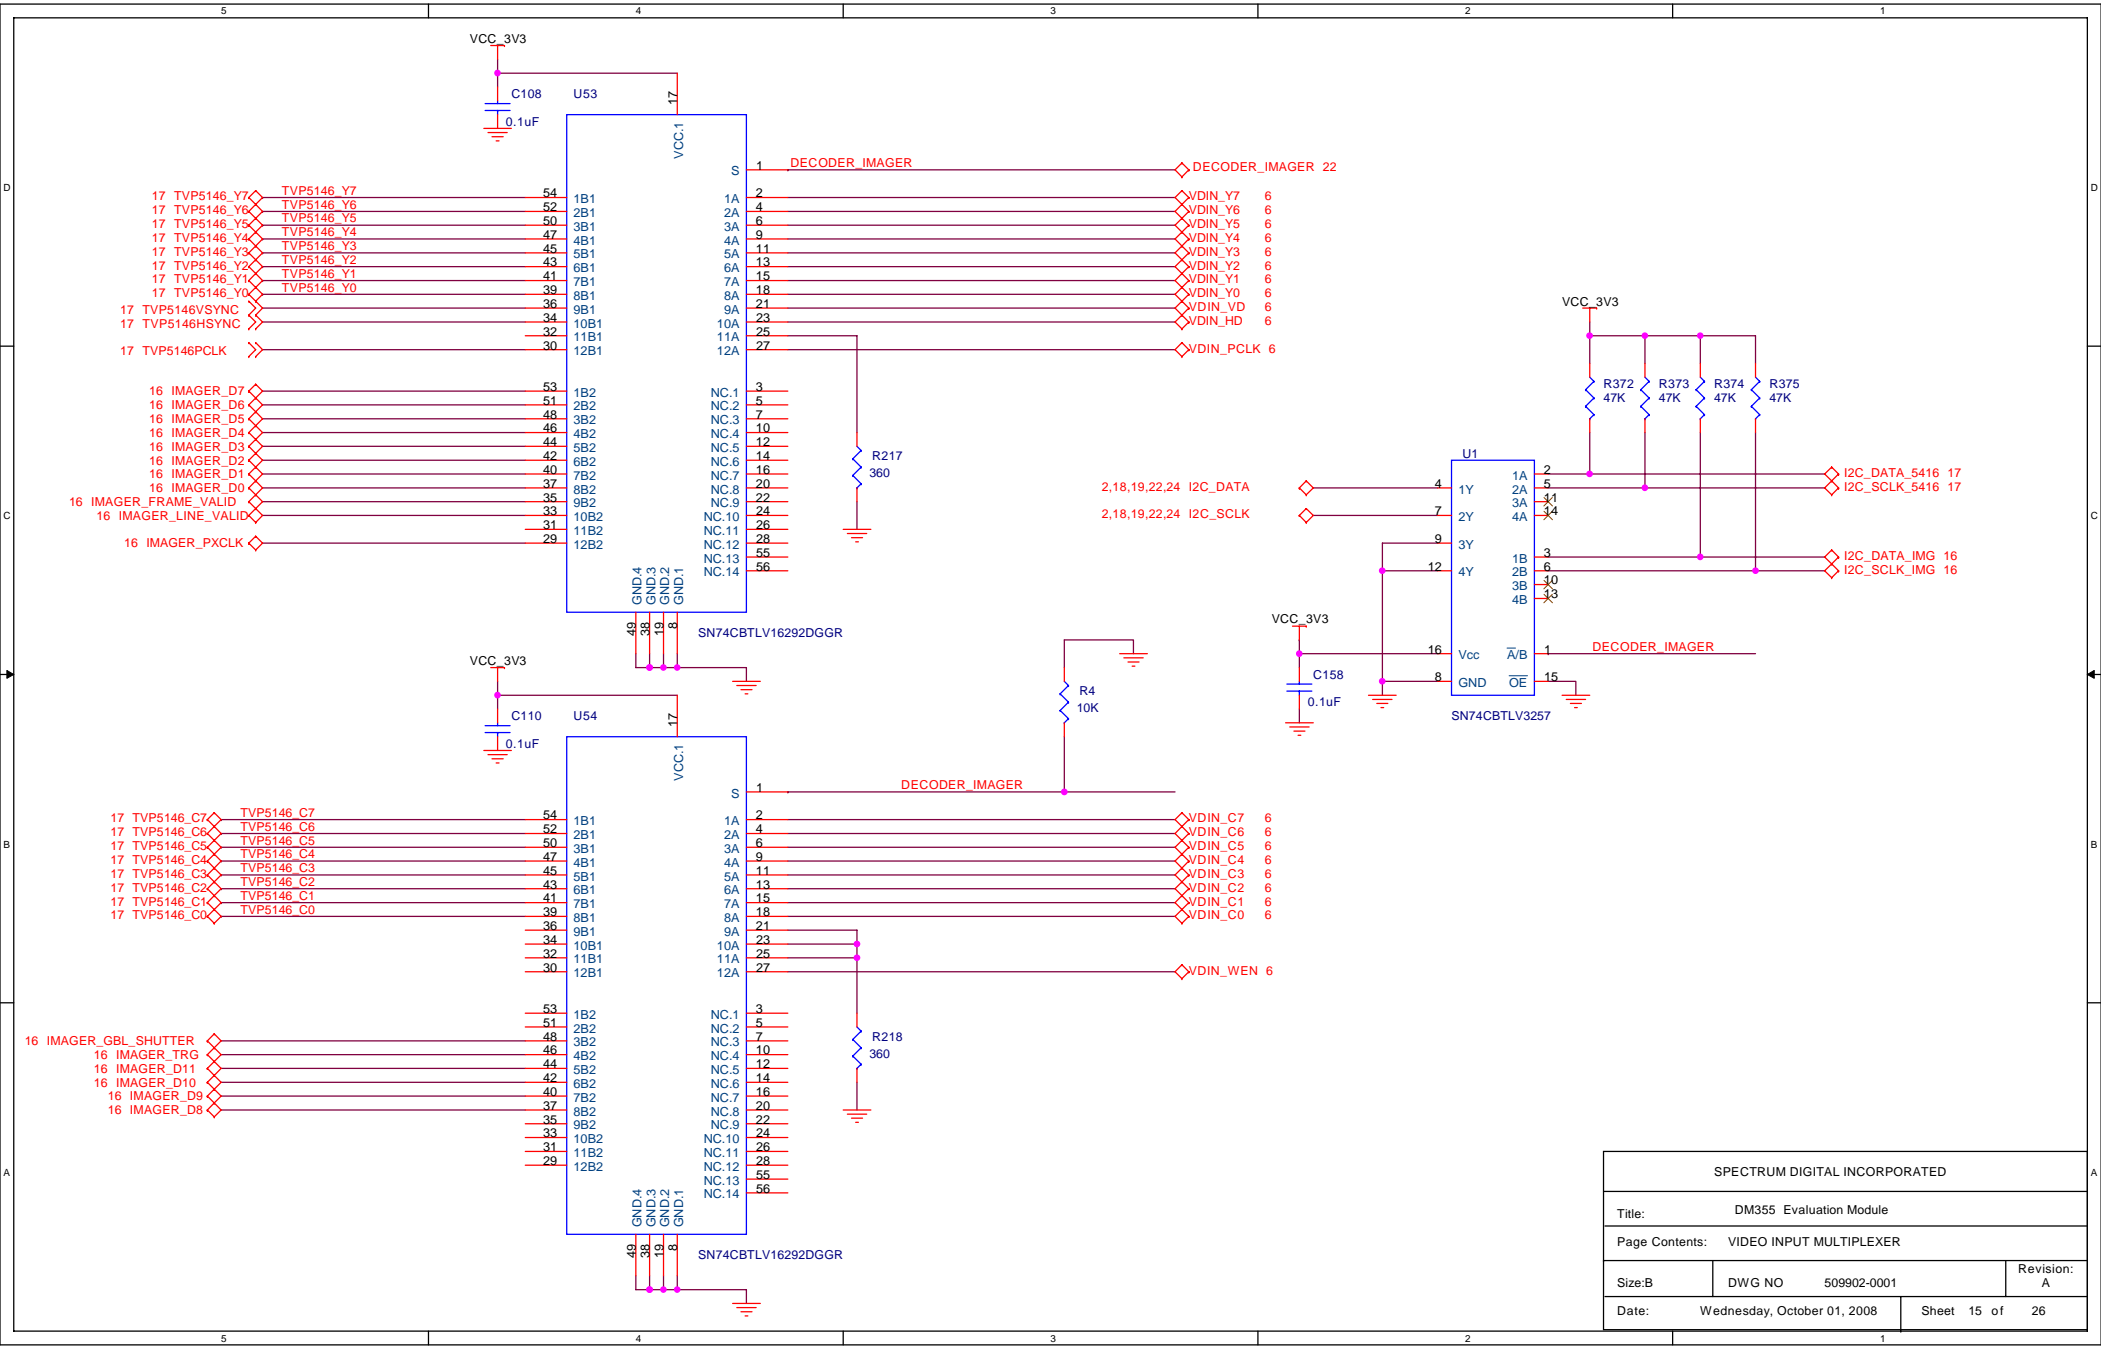 5 4 3 2 1
D
C
B
A
VCC_3V3
C108
0.1uF
U53
17
VCC.1
S 1 DECODER_IMAGER DECODER_IMAGER 22
17 TVP5146_Y7 TVP5146_Y7 54 1B1 1A 2 VDIN_Y7 6
17 TVP5146_Y6 TVP5146_Y6 52 2B1 2A 4 VDIN_Y6 6
17 TVP5146_Y5 TVP5146_Y5 50 3B1 3A 6 VDIN_Y5 6
17 TVP5146_Y4 TVP5146_Y4 47 4B1 4A 9 VDIN_Y4 6
17 TVP5146_Y3 TVP5146_Y3 45 5B1 5A 11 VDIN_Y3 6
17 TVP5146_Y2 TVP5146_Y2 43 6B1 6A 13 VDIN_Y2 6
17 TVP5146_Y1 TVP5146_Y1 41 7B1 7A 15 VDIN_Y1 6
17 TVP5146_Y0 TVP5146_Y0 39 8B1 8A 18 VDIN_Y0 6
17 TVP5146VSYNC 36 9B1 9A 21 VDIN_VD 6
17 TVP5146HSYNC 34 10B1 10A 23 VDIN_HD 6
32 11B1 11A 25
17 TVP5146PCLK 30 12B1 12A 27 VDIN_PCLK 6
16 IMAGER_D7 53 1B2 NC.1 3
16 IMAGER_D6 51 2B2 NC.2 5
16 IMAGER_D5 48 3B2 NC.3 7
16 IMAGER_D4 46 4B2 NC.4 10
16 IMAGER_D3 44 5B2 NC.5 12
16 IMAGER_D2 42 6B2 NC.6 14
16 IMAGER_D1 40 7B2 NC.7 16
16 IMAGER_D0 37 8B2 NC.8 20
16 IMAGER_FRAME_VALID 35 9B2 NC.9 22
16 IMAGER_LINE_VALID 33 10B2 NC.10 24
31 11B2 NC.11 26
16 IMAGER_PXCLK 29 12B2 NC.12 28
NC.13 55
NC.14 56
R217
360
GND.4 GND.3 GND.2 GND.1
49 38 19 8
SN74CBTLV16292DGGR
VCC_3V3
R372 R373 R374 R375
47K 47K 47K 47K
U1
2,18,19,22,24 I2C_DATA 4 1Y
2,18,19,22,24 I2C_SCLK 7 2Y
9 3Y
12 4Y
1A 2 I2C_DATA_5416 17
2A 5 I2C_SCLK_5416 17
3A 11
4A 14
1B 3 I2C_DATA_IMG 16
2B 6 I2C_SCLK_IMG 16
3B 10
4B 13
VCC_3V3
16 Vcc A/B 1 DECODER_IMAGER
8 GND OE 15
C158
0.1uF
SN74CBTLV3257
R4
10K
VCC_3V3
C110
0.1uF
U54
17
VCC.1
S 1 DECODER_IMAGER
17 TVP5146_C7 TVP5146_C7 54 1B1 1A 2 VDIN_C7 6
17 TVP5146_C6 TVP5146_C6 52 2B1 2A 4 VDIN_C6 6
17 TVP5146_C5 TVP5146_C5 50 3B1 3A 6 VDIN_C5 6
17 TVP5146_C4 TVP5146_C4 47 4B1 4A 9 VDIN_C4 6
17 TVP5146_C3 TVP5146_C3 45 5B1 5A 11 VDIN_C3 6
17 TVP5146_C2 TVP5146_C2 43 6B1 6A 13 VDIN_C2 6
17 TVP5146_C1 TVP5146_C1 41 7B1 7A 15 VDIN_C1 6
17 TVP5146_C0 TVP5146_C0 39 8B1 8A 18 VDIN_C0 6
36 9B1 9A 21
34 10B1 10A 23
32 11B1 11A 25
30 12B1 12A 27 VDIN_WEN 6
53 1B2 NC.1 3
51 2B2 NC.2 5
16 IMAGER_GBL_SHUTTER 48 3B2 NC.3 7
16 IMAGER_TRG 46 4B2 NC.4 10
16 IMAGER_D11 44 5B2 NC.5 12
16 IMAGER_D10 42 6B2 NC.6 14
16 IMAGER_D9 40 7B2 NC.7 16
16 IMAGER_D8 37 8B2 NC.8 20
35 9B2 NC.9 22
33 10B2 NC.10 24
31 11B2 NC.11 26
29 12B2 NC.12 28
NC.13 55
NC.14 56
R218
360
GND.4 GND.3 GND.2 GND.1
49 38 19 8
SN74CBTLV16292DGGR
SPECTRUM DIGITAL INCORPORATED
Title: DM355 Evaluation Module
Page Contents: VIDEO INPUT MULTIPLEXER
Size:B DWG NO 509902-0001 Revision: A
Date: Wednesday, October 01, 2008 Sheet 15 of 26
D
C
B
A
5 4 3 2 1